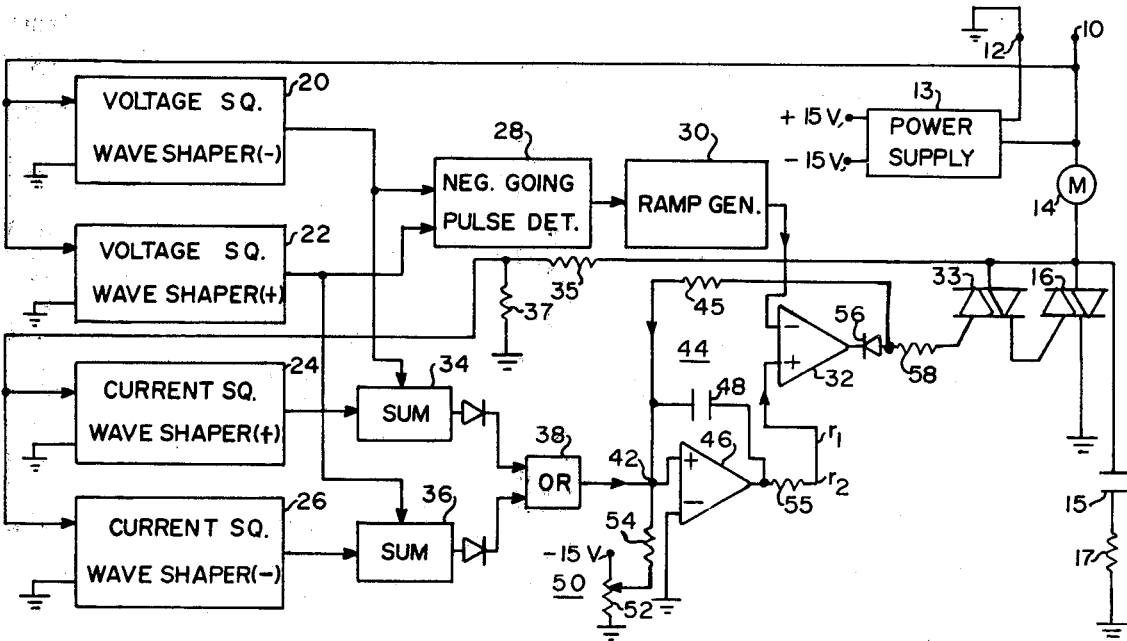 10
12
13
+ 15 V.
- 15 V.
POWER
SUPPLY
M
14
20
VOLTAGE SQ.
WAVE SHAPER(-)
28
NEG. GOING
PULSE DET.
30
RAMP GEN.
22
VOLTAGE SQ.
WAVE SHAPER(+)
35
37
45
33
16
56
58
32
-
+
24
CURRENT SQ.
WAVE SHAPER(+)
34
SUM
44
48
38
OR
42
46
+
-
r1
r2
55
15
17
26
CURRENT SQ.
WAVE SHAPER(-)
36
SUM
54
-15 V.
50
52